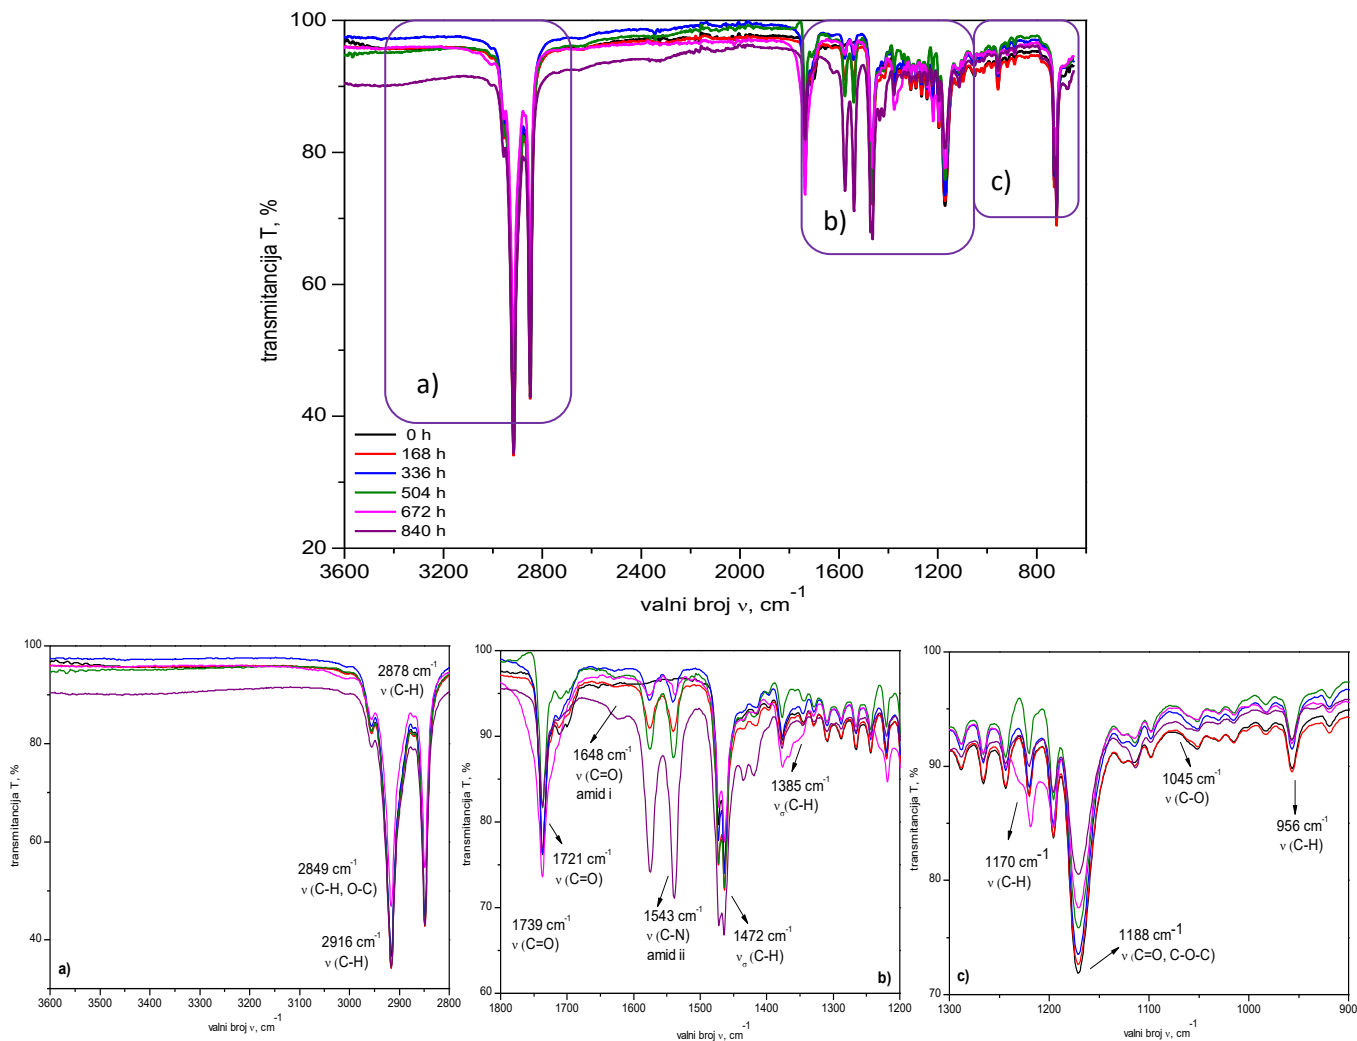 transmitancija T, %
100
80
60
40
20
a)
b)
c)
0 h
168 h
336 h
504 h
672 h
840 h
3600 3200 2800 2400 2000 1600 1200 800
valni broj ν, cm⁻¹
transmitancija T, %
100
80
60
40
2878 cm⁻¹
ν (C-H)
2849 cm⁻¹
ν (C-H, O-C)
2916 cm⁻¹
ν (C-H)
a)
3600 3500 3400 3300 3200 3100 3000 2900 2800
valni broj ν, cm⁻¹
transmitancija T, %
100
90
80
70
60
1648 cm⁻¹
ν (C=O)
amid i
1385 cm⁻¹
νσ(C-H)
1721 cm⁻¹
ν (C=O)
1739 cm⁻¹
ν (C=O)
1543 cm⁻¹
ν (C-N)
amid ii
1472 cm⁻¹
νσ (C-H)
b)
1800 1700 1600 1500 1400 1300 1200
valni broj ν, cm⁻¹
transmitancija T, %
100
90
80
70
1045 cm⁻¹
ν (C-O)
956 cm⁻¹
ν (C-H)
1170 cm⁻¹
ν (C-H)
1188 cm⁻¹
ν (C=O, C-O-C)
c)
1300 1200 1100 1000 900
valni broj ν, cm⁻¹